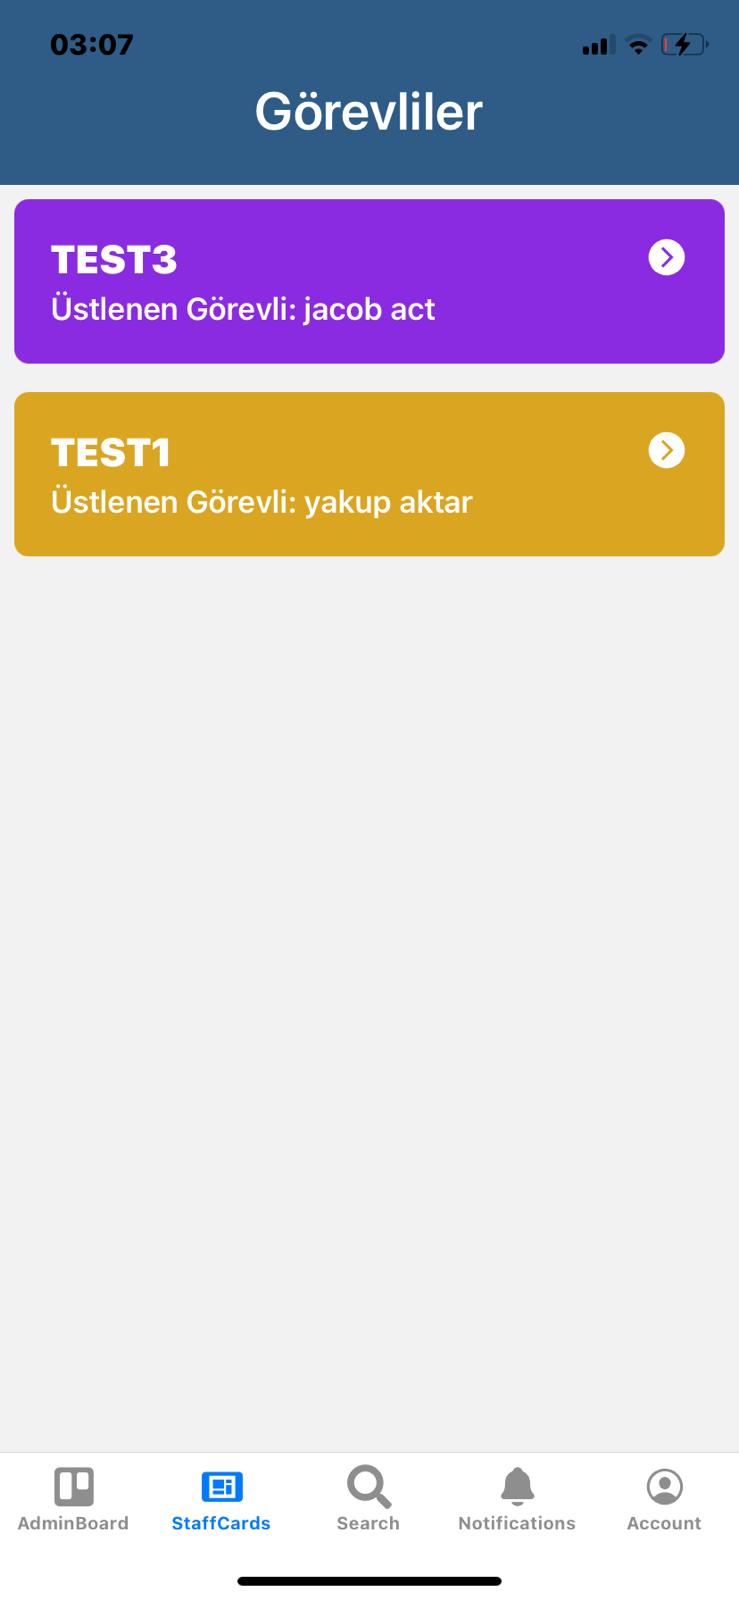 03:07
Görevliler
TEST3
Üstlenen Görevli: jacob act
TEST1
Üstlenen Görevli: yakup aktar
AdminBoard
StaffCards
Search
Notifications
Account